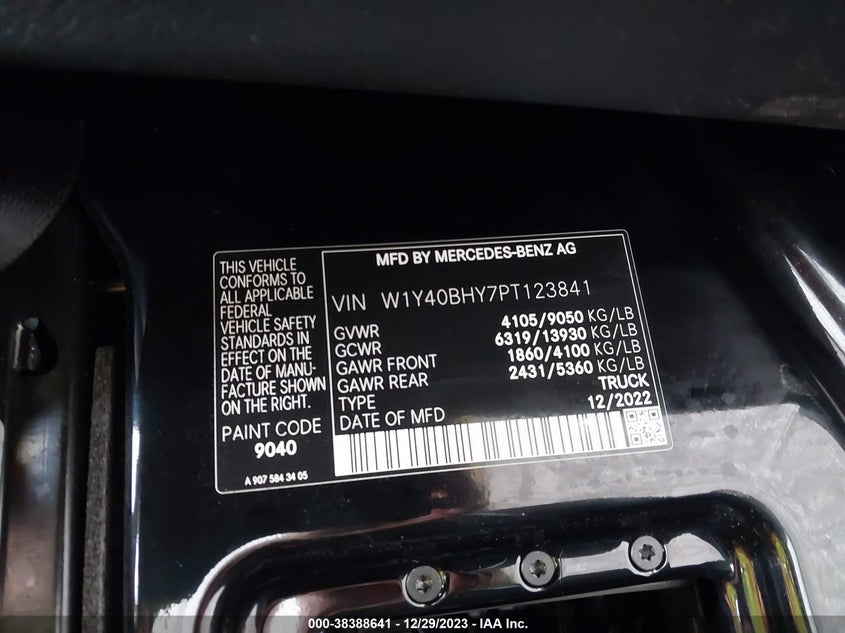 THIS VEHICLE
CONFORMS TO
ALL APPLICABLE
FEDERAL
VEHICLE SAFETY
STANDARDS IN
EFFECT ON THE
DATE OF MANU-
FACTURE SHOWN
ON THE RIGHT.
PAINT CODE
9040
A 907 584 34 05
MFD BY MERCEDES-BENZ AG
VIN W1Y40BHY7PT123841
GVWR 4105/9050 KG/LB
GCWR 6319/13930 KG/LB
GAWR FRONT 1860/4100 KG/LB
GAWR REAR 2431/5360 KG/LB
TYPE TRUCK
DATE OF MFD 12/2022
000-38388641 - 12/29/2023 - IAA Inc.